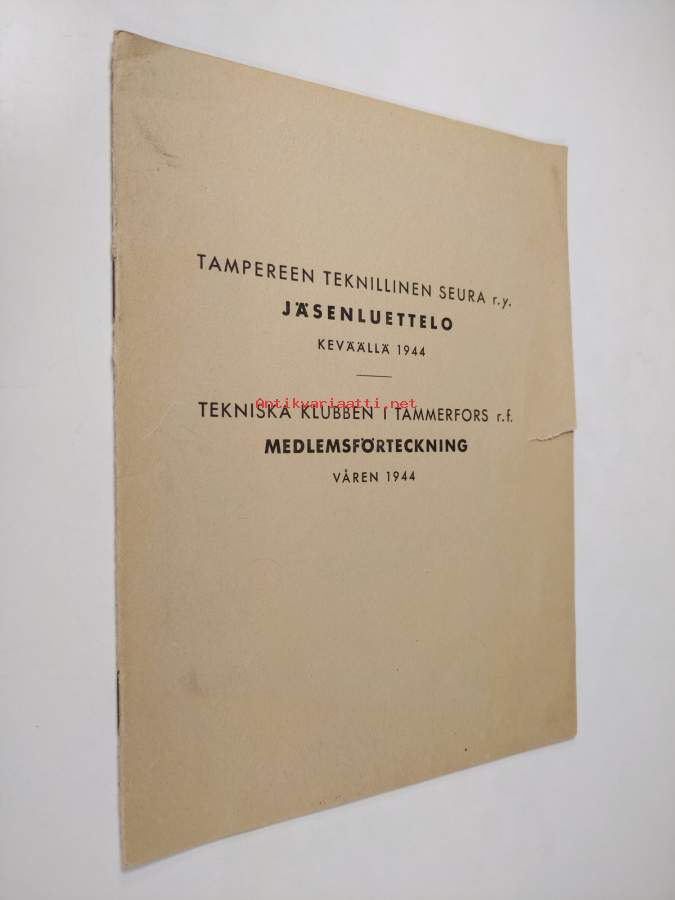 TAMPEREEN TEKNILLINEN SEURA r.y.
JÄSENLUETTELO
KEVÄÄLLÄ 1944
Antikvariaatti.net
TEKNISKA KLUBBEN I TAMMERFORS r.f.
MEDLEMSFÖRTECKNING
VÅREN 1944